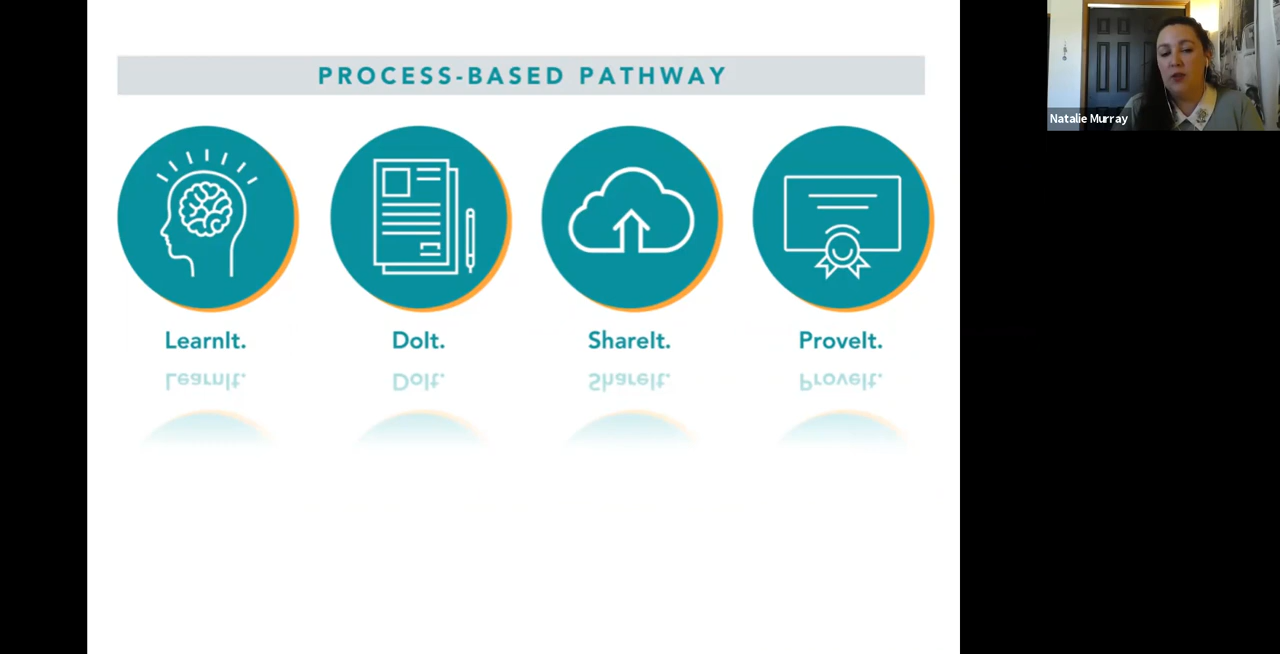 PROCESS-BASED PATHWAY
LearnIt.
DoIt.
ShareIt.
ProveIt.
Natalie Murray